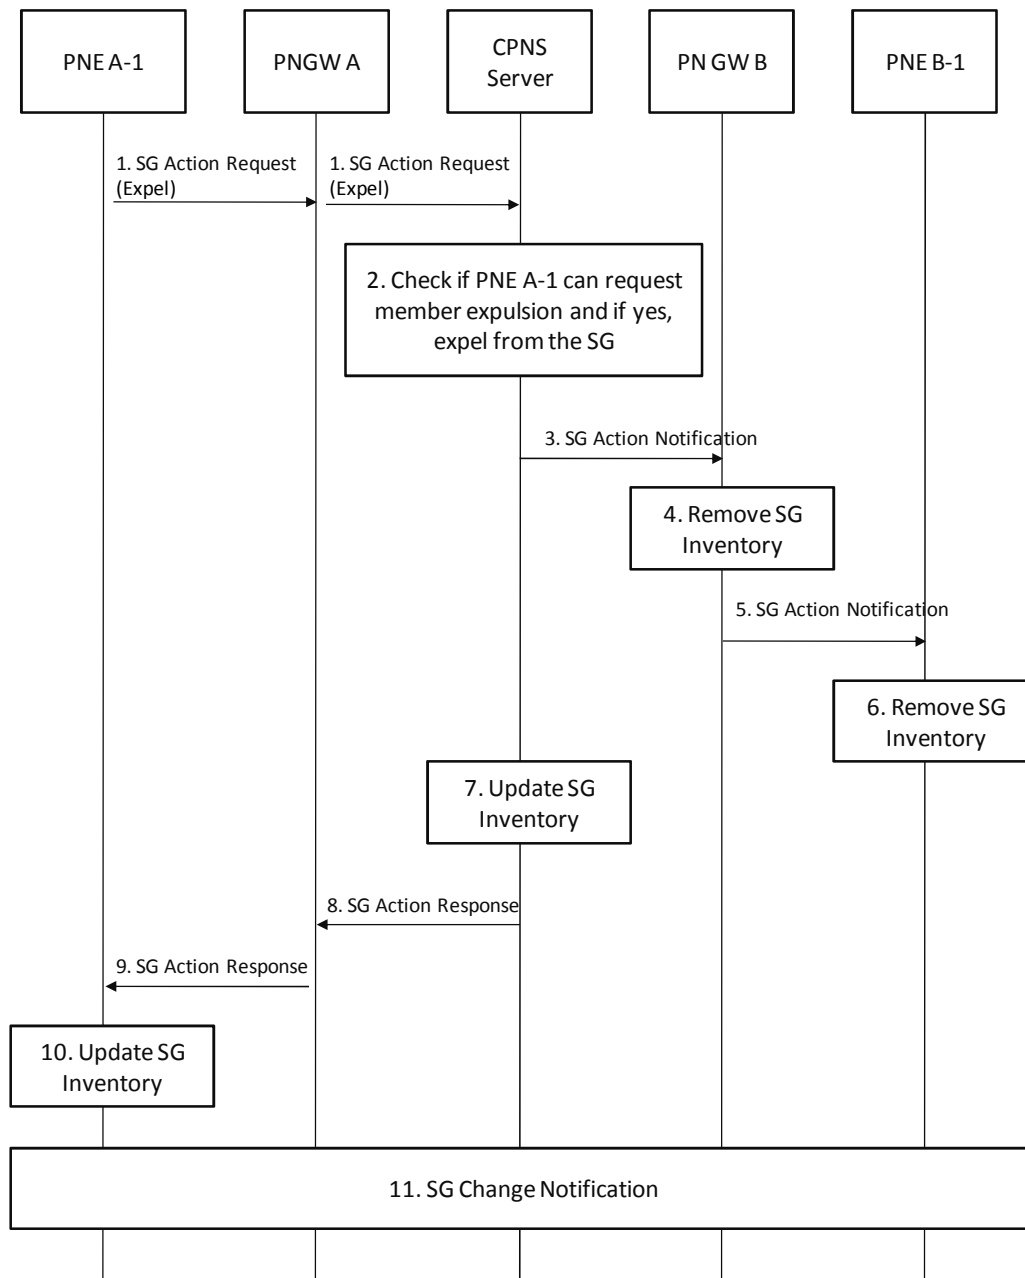 PNE A-1
PNGW A
CPNS
Server
PN GW B
PNE B-1
1. SG Action Request
(Expel)
1. SG Action Request
(Expel)
2. Check if PNE A-1 can request
member expulsion and if yes,
expel from the SG
3. SG Action Notification
4. Remove SG
Inventory
5. SG Action Notification
6. Remove SG
Inventory
7. Update SG
Inventory
8. SG Action Response
9. SG Action Response
10. Update SG
Inventory
11. SG Change Notification